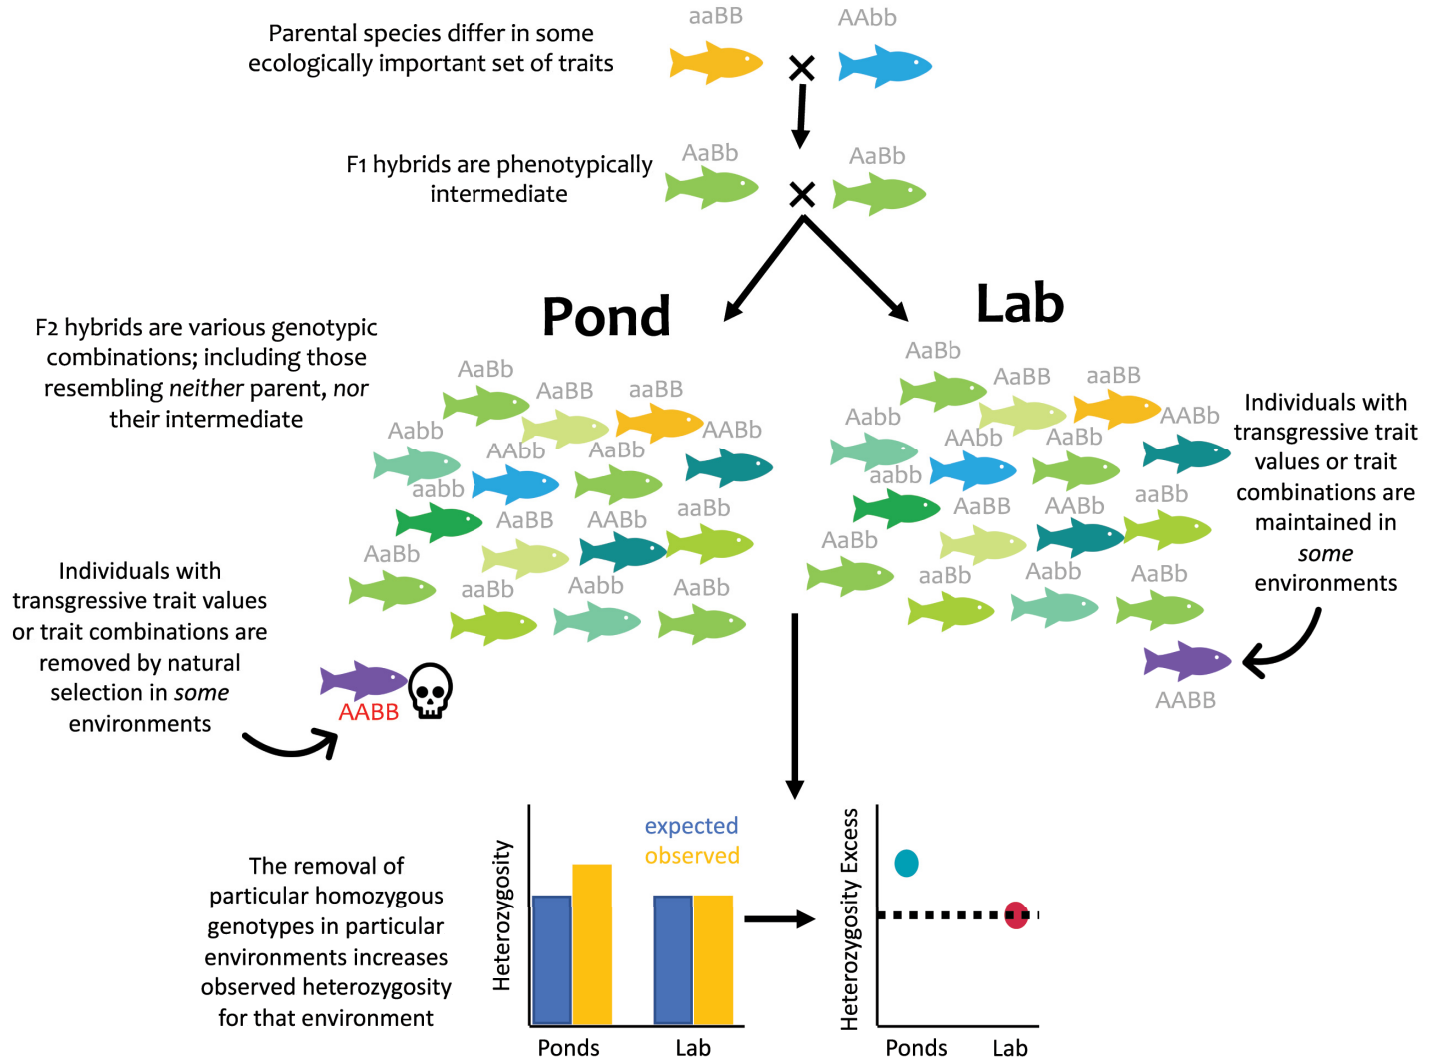 aaBB
AAbb
Parental species differ in some
ecologically important set of traits
AaBb
AaBb
F1 hybrids are phenotypically
intermediate
Pond
Lab
F2 hybrids are various genotypic
combinations; including those
resembling neither parent, nor
their intermediate
AaBb
AaBB
aaBB
Aabb
AAbb
AaBb
AABb
aabb
AaBB
AABb
aaBb
AaBb
aaBb
Aabb
AaBb
AaBb
AaBB
aaBB
Aabb
AAbb
AaBb
AABb
aabb
AaBB
AABb
aaBb
AaBb
aaBb
Aabb
AaBb
Individuals with
transgressive trait
values or trait
combinations are
maintained in
some
environments
AABB
Individuals with
transgressive trait values
or trait combinations are
removed by natural
selection in some
environments
AABB
The removal of
particular homozygous
genotypes in particular
environments increases
observed heterozygosity
for that environment
Heterozygosity
expected
observed
Ponds
Lab
Heterozygosity Excess
Ponds
Lab